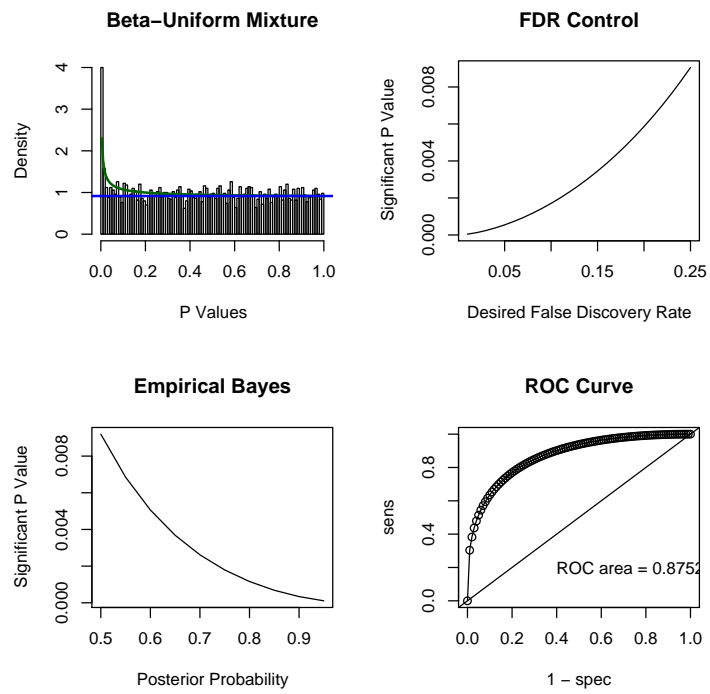 Beta−Uniform Mixture
Density
0 1 2 3 4
0.0 0.2 0.4 0.6 0.8 1.0
P Values
FDR Control
Significant P Value
0.000 0.004 0.008
0.05 0.15 0.25
Desired False Discovery Rate
Empirical Bayes
Significant P Value
0.000 0.004 0.008
0.5 0.6 0.7 0.8 0.9
Posterior Probability
ROC Curve
sens
0.0 0.4 0.8
ROC area = 0.8752
0.0 0.2 0.4 0.6 0.8 1.0
1 − spec